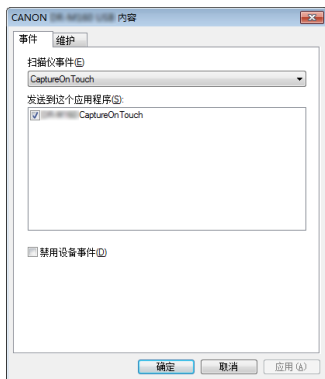 CANON 内容
事件 维护
扫描仪事件(E)
CaptureOnTouch
发送到这个应用程序(S):
CaptureOnTouch
禁用设备事件(D)
确定 取消 应用(A)